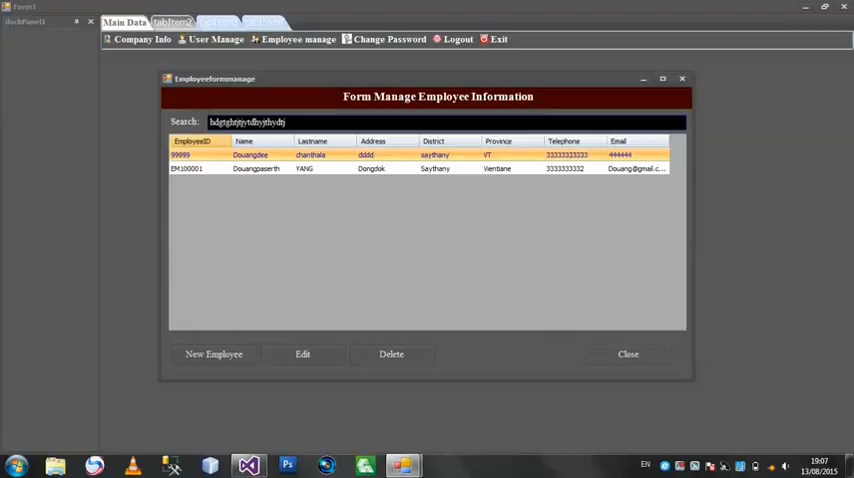 Form1
dockPanel1
Main Data tabItem2
Company Info User Manage Employee manage Change Password Logout Exit
Employeeformmanage
Form Manage Employee Information
Search: hdgtghtjtjytdhyjthydtj
EmployeeID Name Lastname Address District Province Telephone Email
99999 Douangdee chanthala dddd saythany VT 33333333333 444444
EM100001 Douangpaserth YANG Dongdok Saythany Vientiane 3333333332 Douang@gmail.c...
New Employee Edit Delete Close
Ps
EN
19:07
13/08/2015